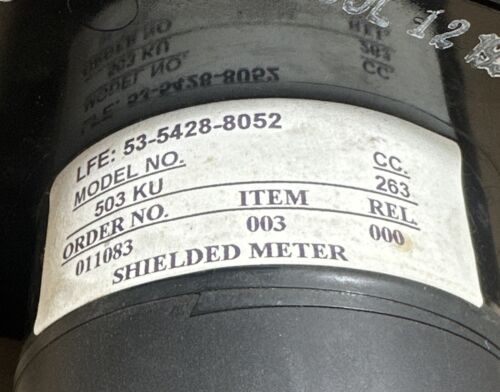 LFE: 53-5428-8052
MODEL NO. CC.
503 KU 263
ORDER NO. ITEM REL.
011083 003 000
SHIELDED METER